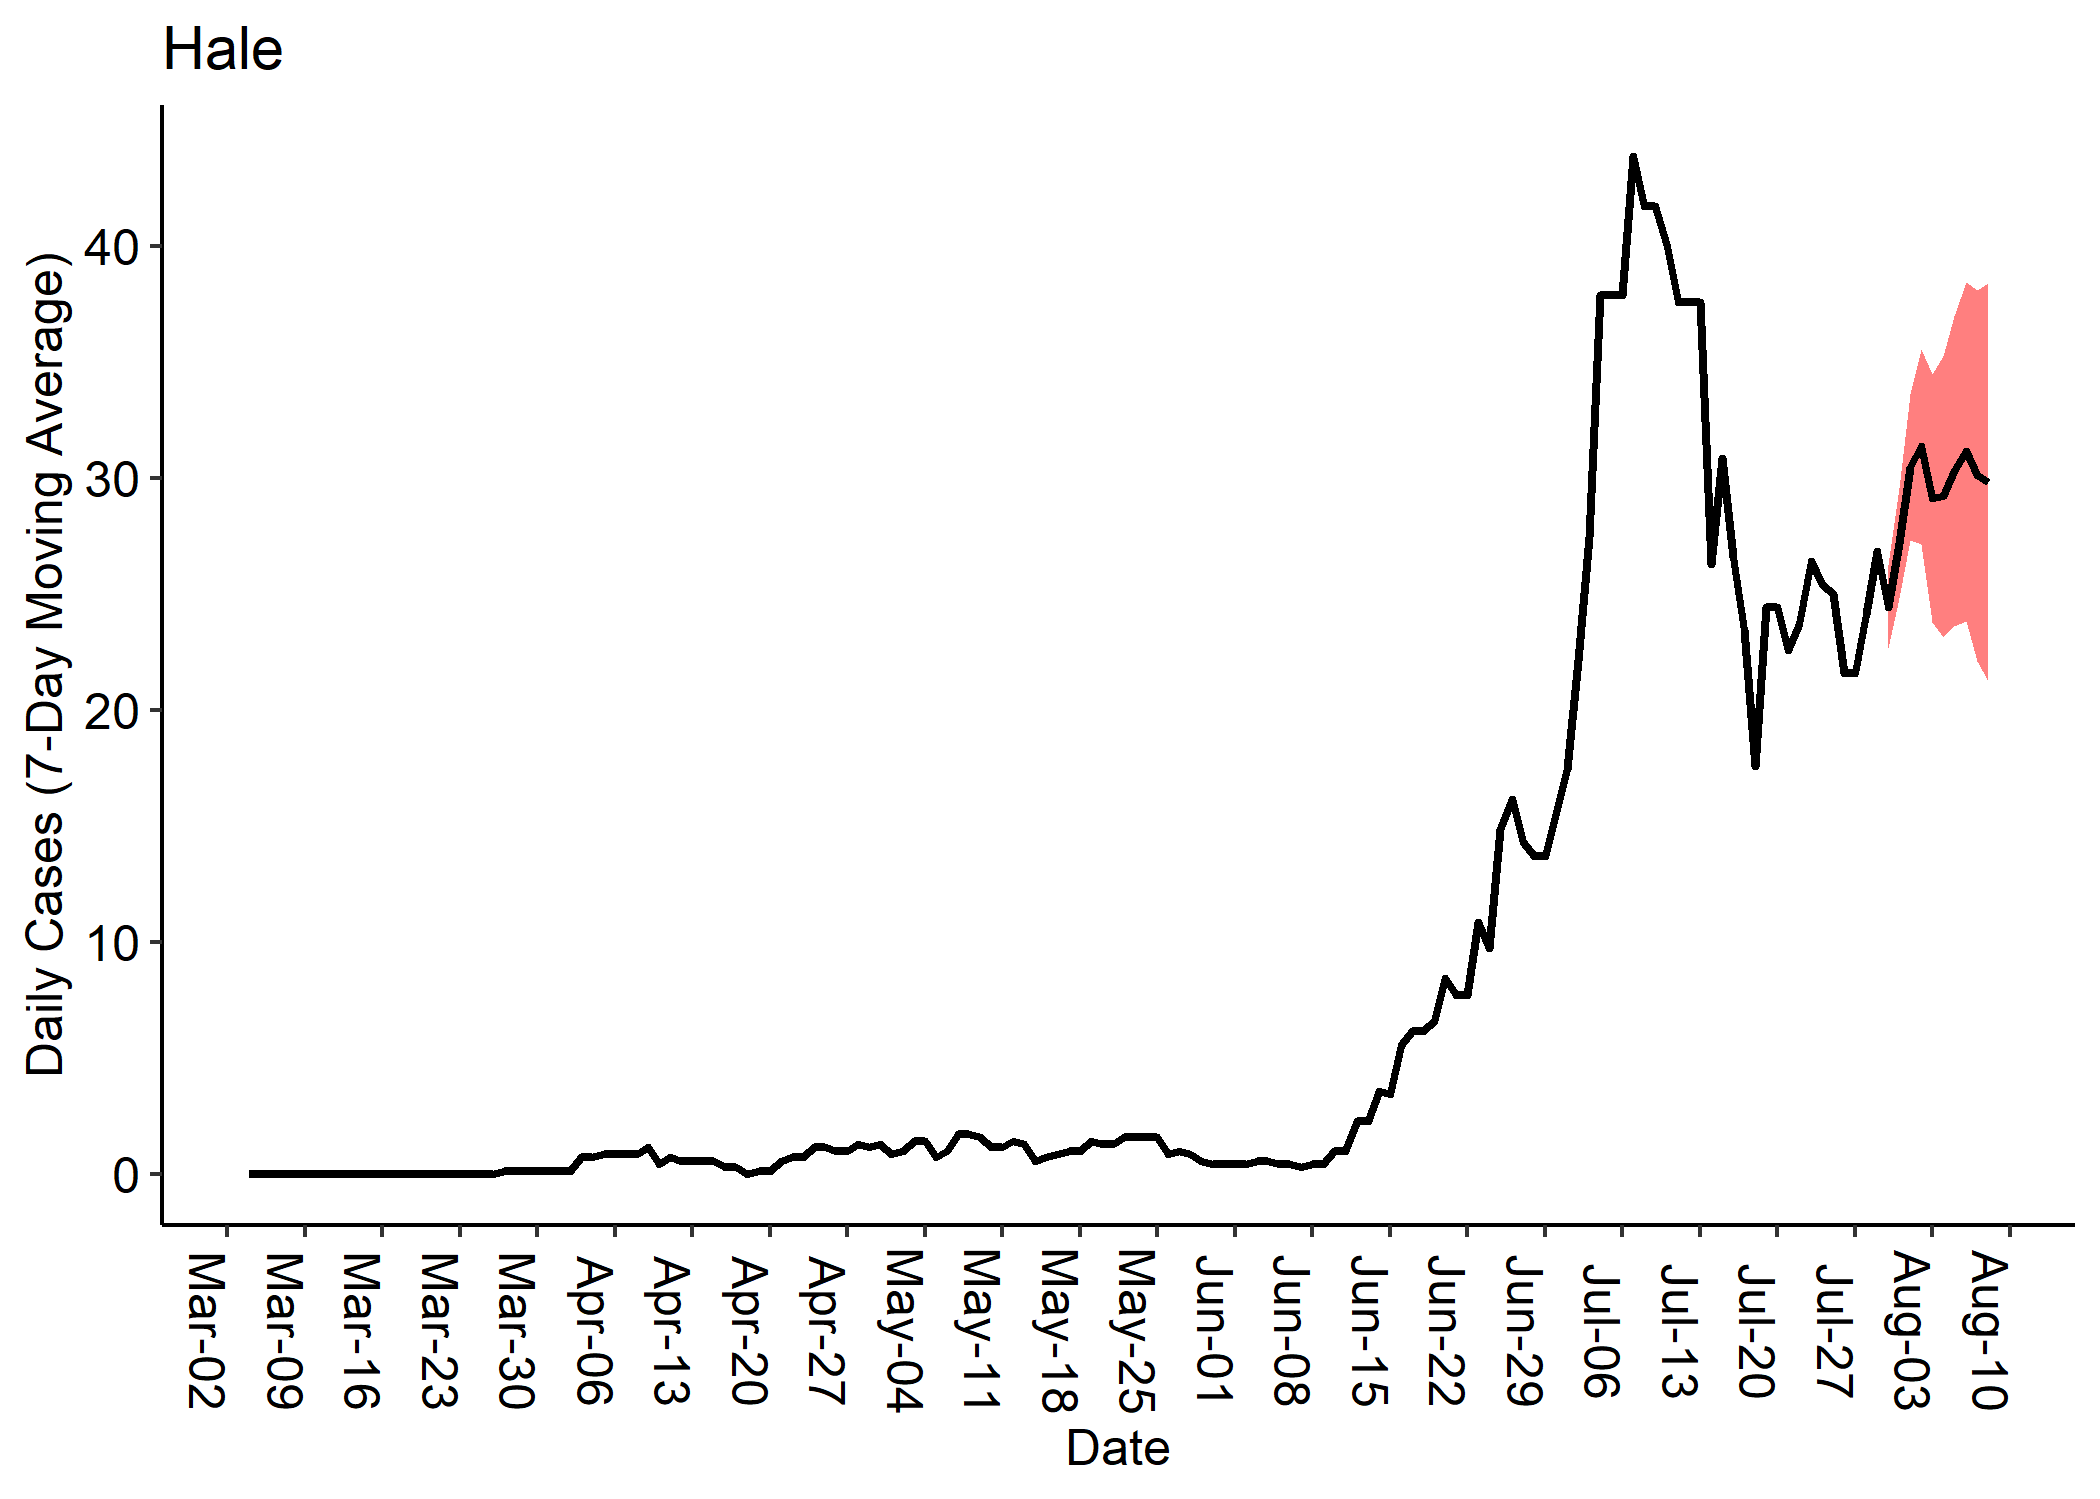 Hale
Daily Cases (7-Day Moving Average)
40
30
20
10
0
Mar-02
Mar-09
Mar-16
Mar-23
Mar-30
Apr-06
Apr-13
Apr-20
Apr-27
May-04
May-11
May-18
May-25
Jun-01
Jun-08
Jun-15
Jun-22
Jun-29
Jul-06
Jul-13
Jul-20
Jul-27
Aug-03
Aug-10
Date